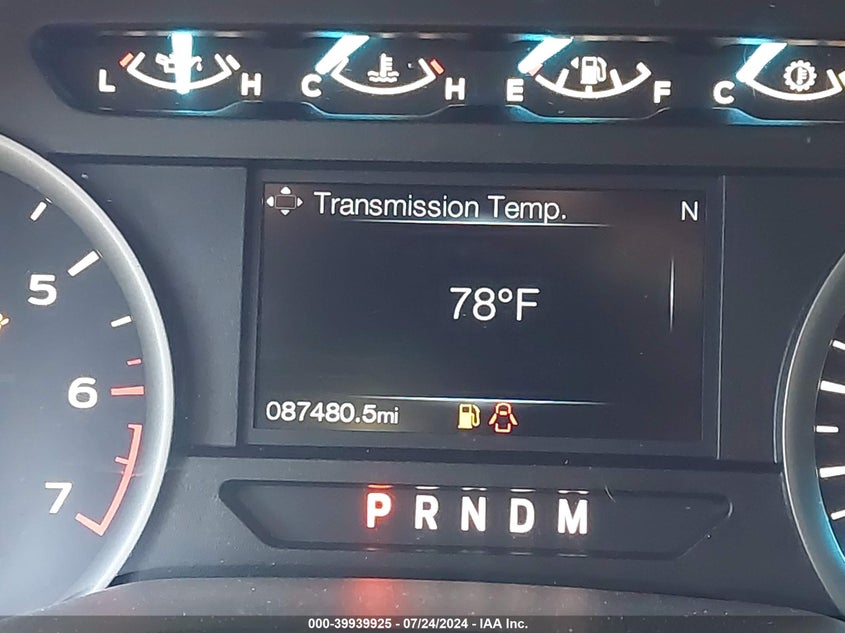 L H C H E F C
Transmission Temp. N
5
78°F
6
087480.5mi
7
P R N D M
000-39939925 - 07/24/2024 - IAA Inc.